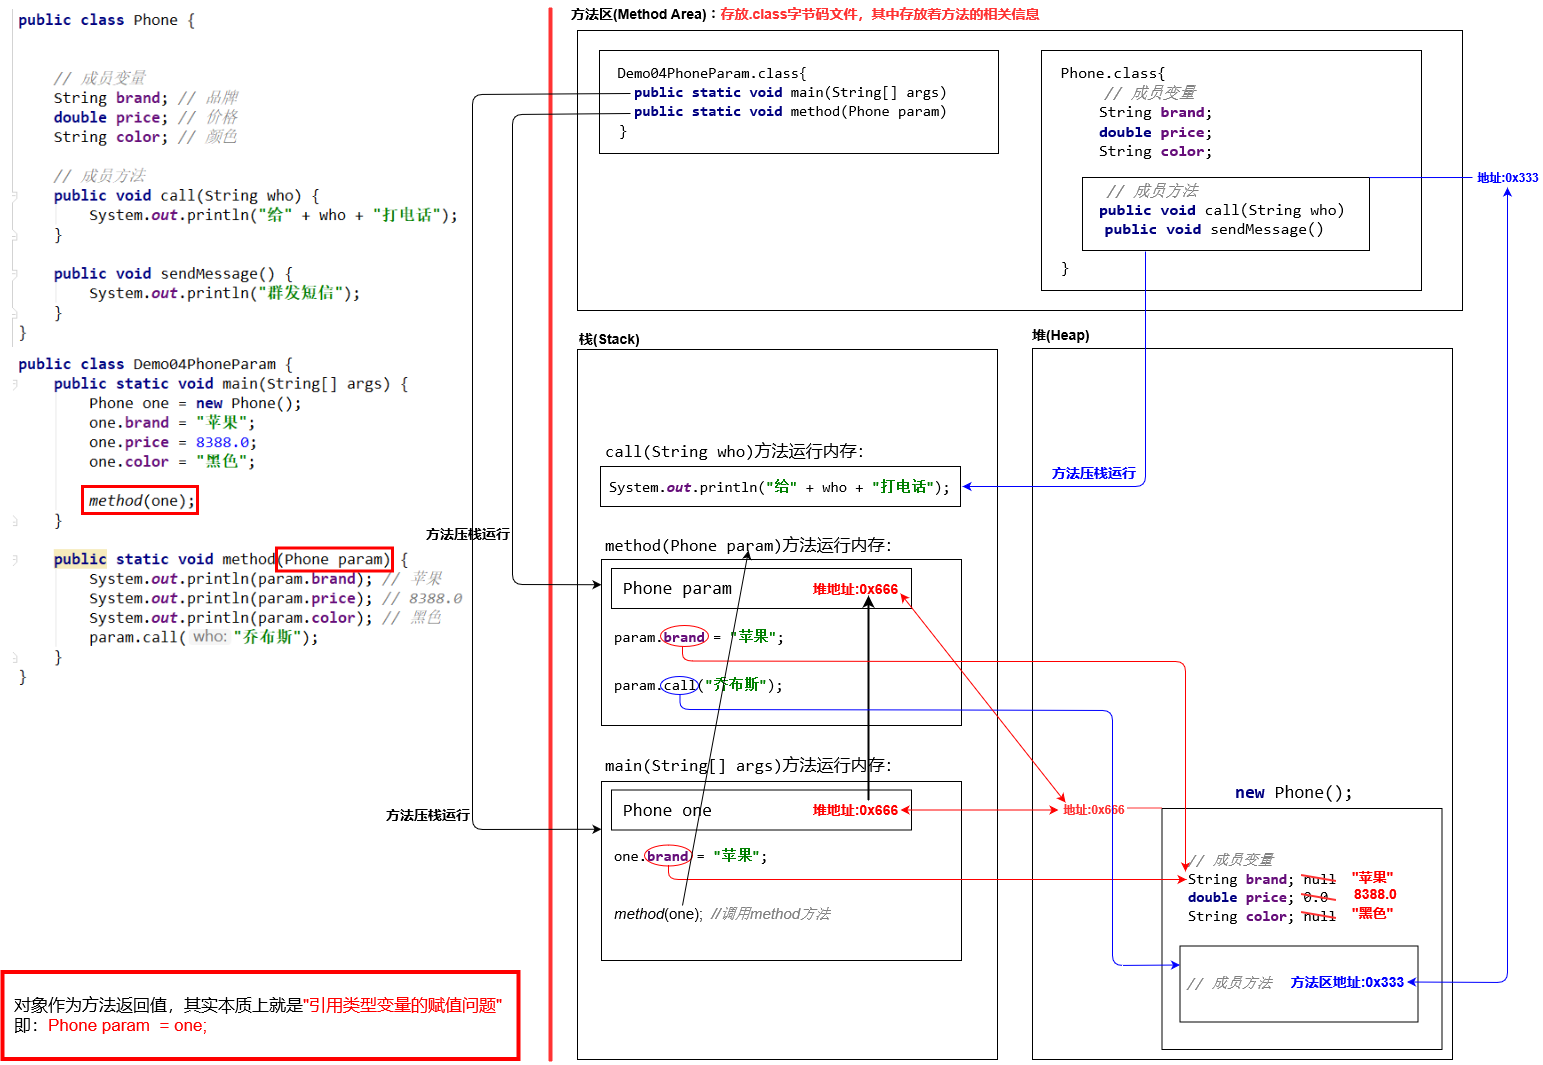 public class Phone {
// 成员变量
String brand; // 品牌
double price; // 价格
String color; // 颜色
// 成员方法
public void call(String who) {
System.out.println("给" + who + "打电话");
}
public void sendMessage() {
System.out.println("群发短信");
}
}
public class Demo04PhoneParam {
public static void main(String[] args) {
Phone one = new Phone();
one.brand = "苹果";
one.price = 8388.0;
one.color = "黑色";
method(one);
}
public static void method(Phone param) {
System.out.println(param.brand); // 苹果
System.out.println(param.price); // 8388.0
System.out.println(param.color); // 黑色
param.call( who: "乔布斯");
}
}
对象作为方法返回值，其实本质上就是"引用类型变量的赋值问题"
即：Phone param = one;
方法区(Method Area)：存放.class字节码文件，其中存放着方法的相关信息
Demo04PhoneParam.class{
public static void main(String[] args)
public static void method(Phone param)
}
Phone.class{
// 成员变量
String brand;
double price;
String color;
// 成员方法
public void call(String who)
public void sendMessage()
}
地址:0x333
栈(Stack)
call(String who)方法运行内存：
System.out.println("给" + who + "打电话");
方法压栈运行
方法压栈运行
method(Phone param)方法运行内存：
Phone param 堆地址:0x666
param.brand = "苹果";
param.call("乔布斯");
main(String[] args)方法运行内存：
方法压栈运行
Phone one 堆地址:0x666
one.brand = "苹果";
method(one); //调用method方法
堆(Heap)
new Phone();
地址:0x666
// 成员变量
String brand; null "苹果"
double price; 0.0 8388.0
String color; null "黑色"
// 成员方法 方法区地址:0x333